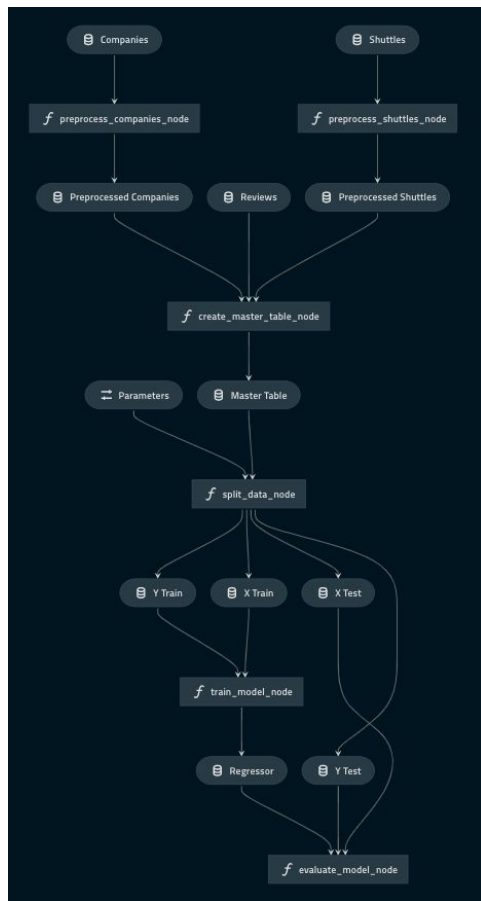 Companies
Shuttles
preprocess_companies_node
preprocess_shuttles_node
Preprocessed Companies
Reviews
Preprocessed Shuttles
create_master_table_node
Parameters
Master Table
split_data_node
Y Train
X Train
X Test
train_model_node
Regressor
Y Test
evaluate_model_node